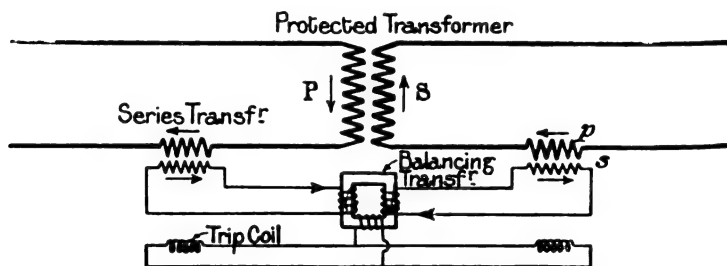 Protected Transformer
P
S
Series Transf.r
p
s
Balancing
Transf.r
Trip Coil